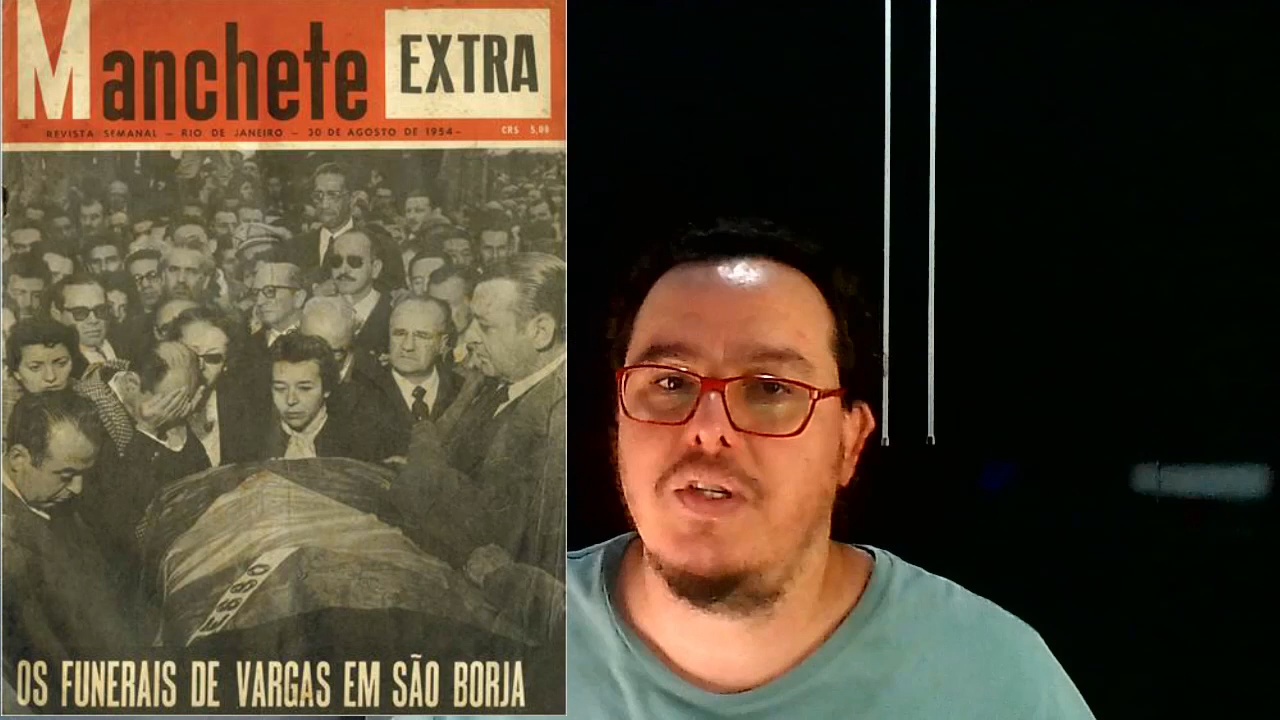 Manchete EXTRA
REVISTA SEMANAL — RIO DE JANEIRO — 30 DE AGOSTO DE 1954 — CR$ 5,00
OS FUNERAIS DE VARGAS EM SÃO BORJA